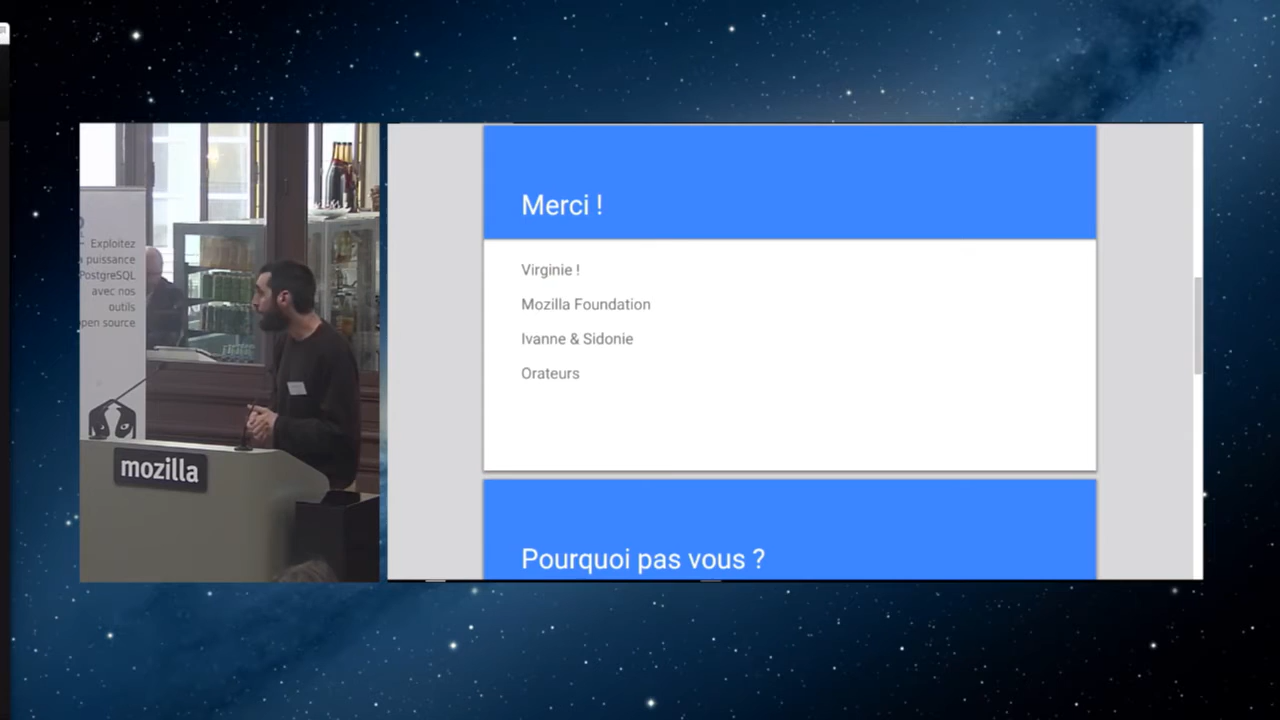 Exploitez
puissance
PostgreSQL
avec nos
outils
pen source
mozilla
Merci !
Virginie !
Mozilla Foundation
Ivanne & Sidonie
Orateurs
Pourquoi pas vous ?